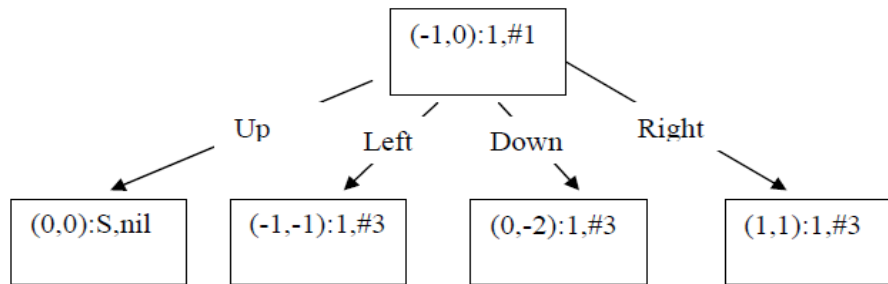 (-1,0):1,#1
Up
Left
Down
Right
(0,0):S,nil
(-1,-1):1,#3
(0,-2):1,#3
(1,1):1,#3